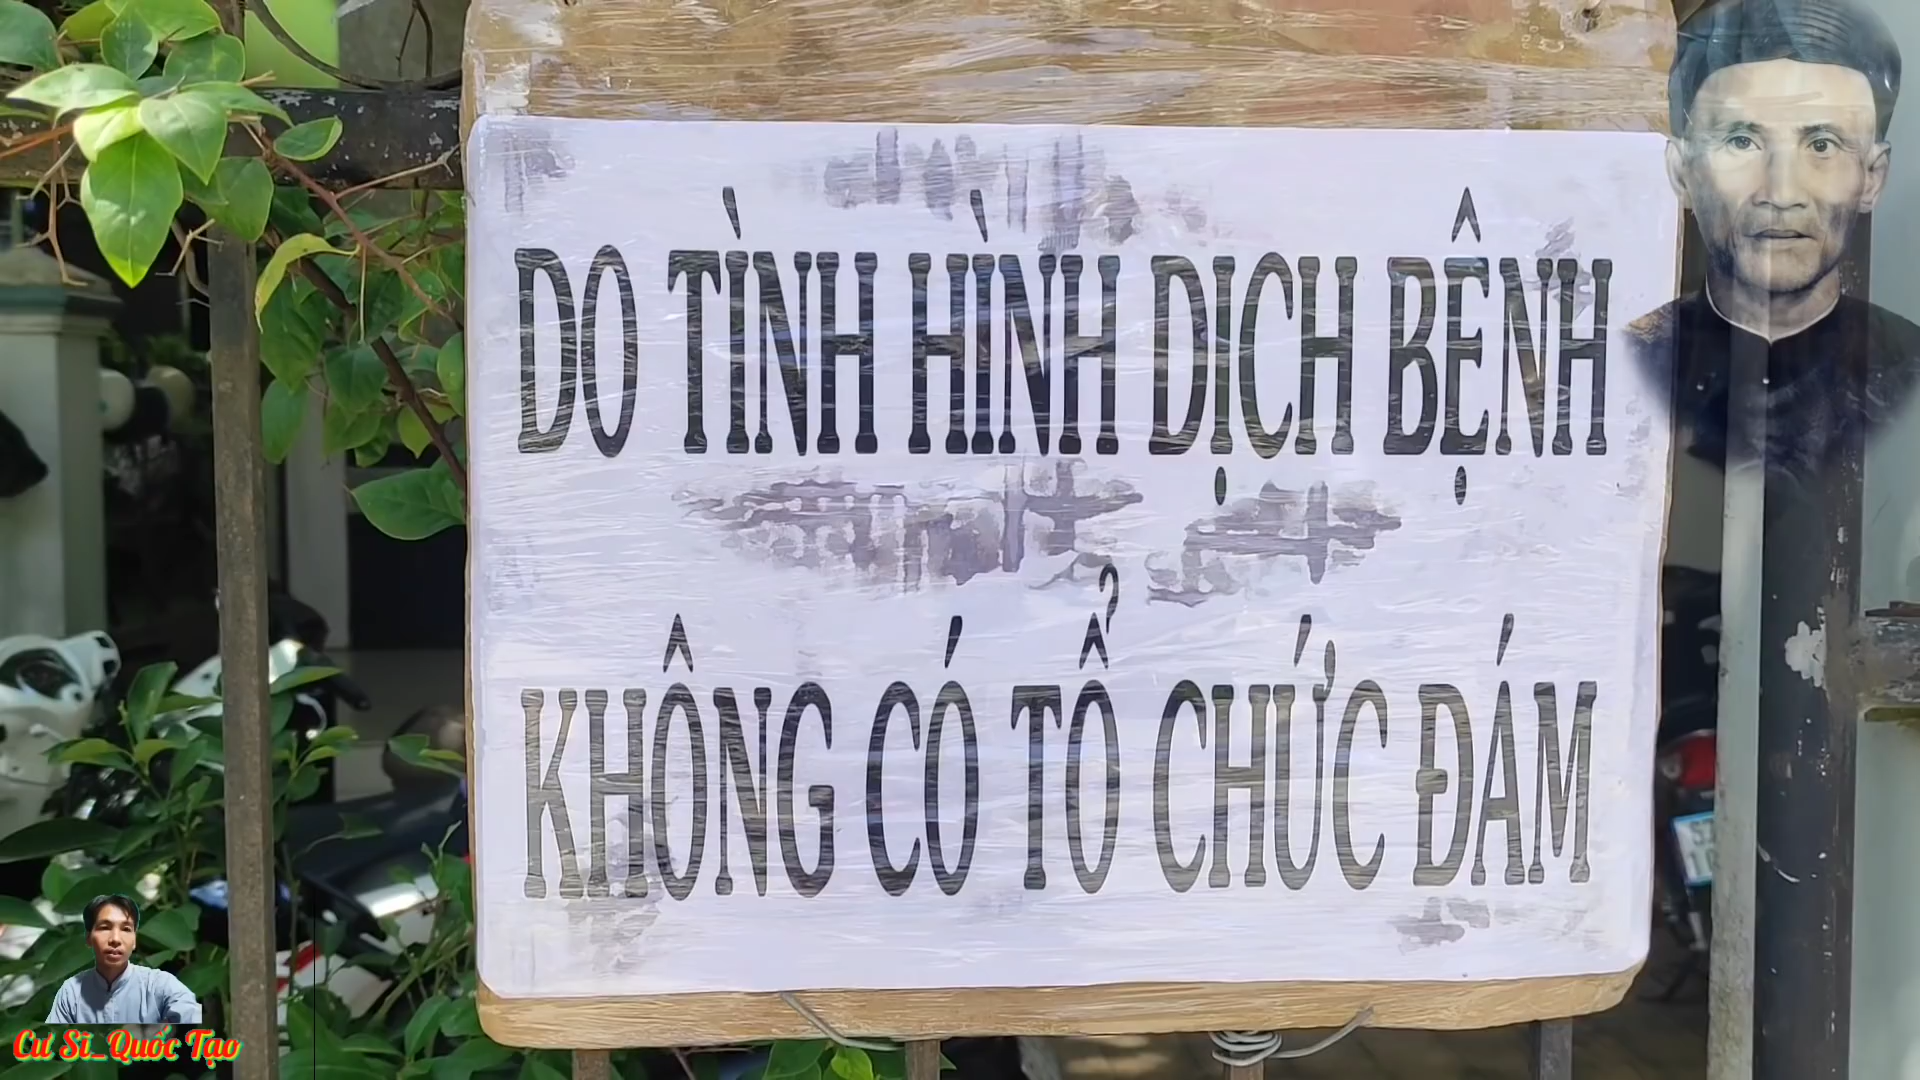 DO TÌNH HÌNH DỊCH BỆNH
KHÔNG CÓ TỔ CHỨC ĐÁM
Cư Sĩ_Quốc Tạo